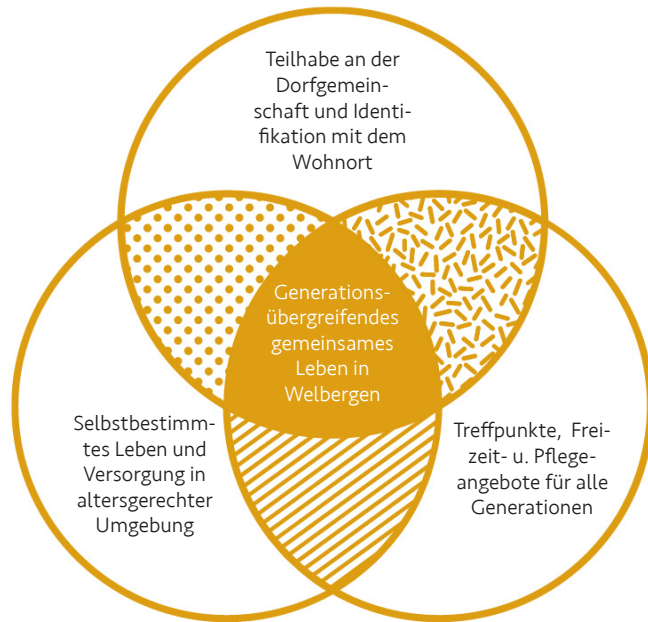 Teilhabe an der
Dorfgemein-
schaft und Identi-
fikation mit dem
Wohnort
Generations-
übergreifendes
gemeinsames
Leben in
Welbergen
Selbstbestimm-
tes Leben und
Versorgung in
altersgerechter
Umgebung
Treffpunkte, Frei-
zeit- u. Pflege-
angebote für alle
Generationen